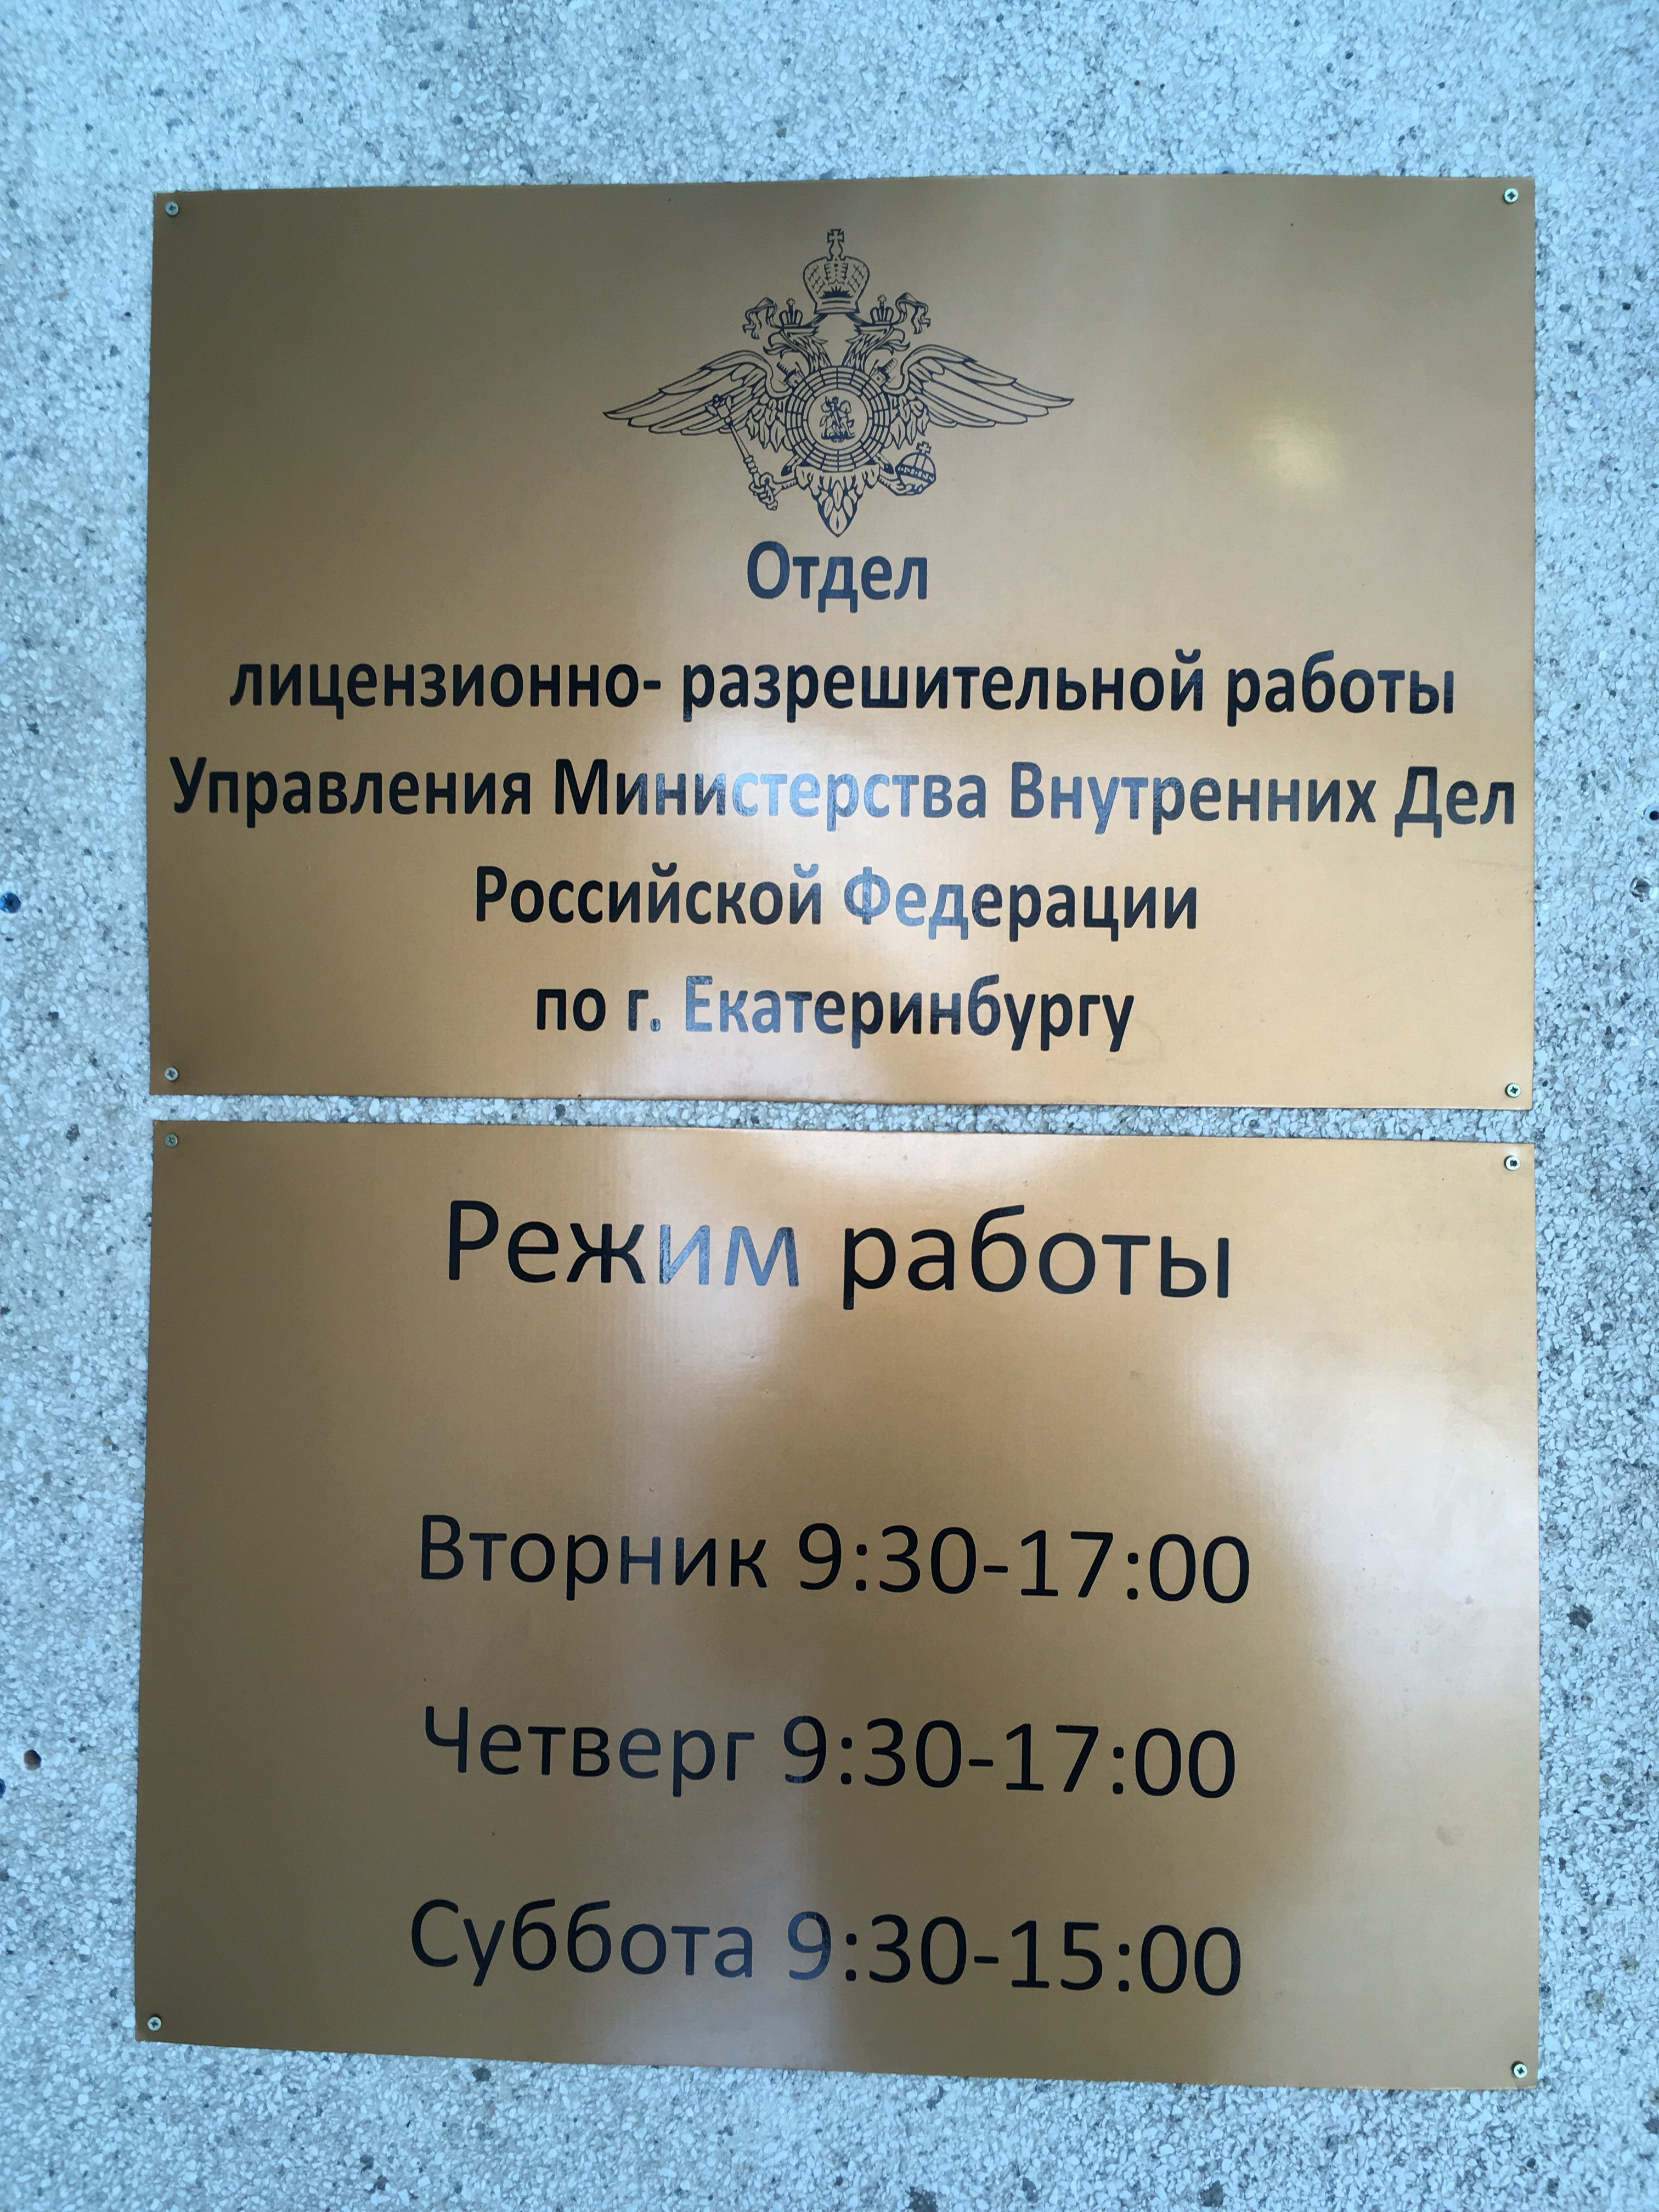 Отдел
лицензионно- разрешительной работы
Управления Министерства Внутренних Дел
Российской Федерации
по г. Екатеринбургу
Режим работы
Вторник 9:30-17:00
Четверг 9:30-17:00
Суббота 9:30-15:00